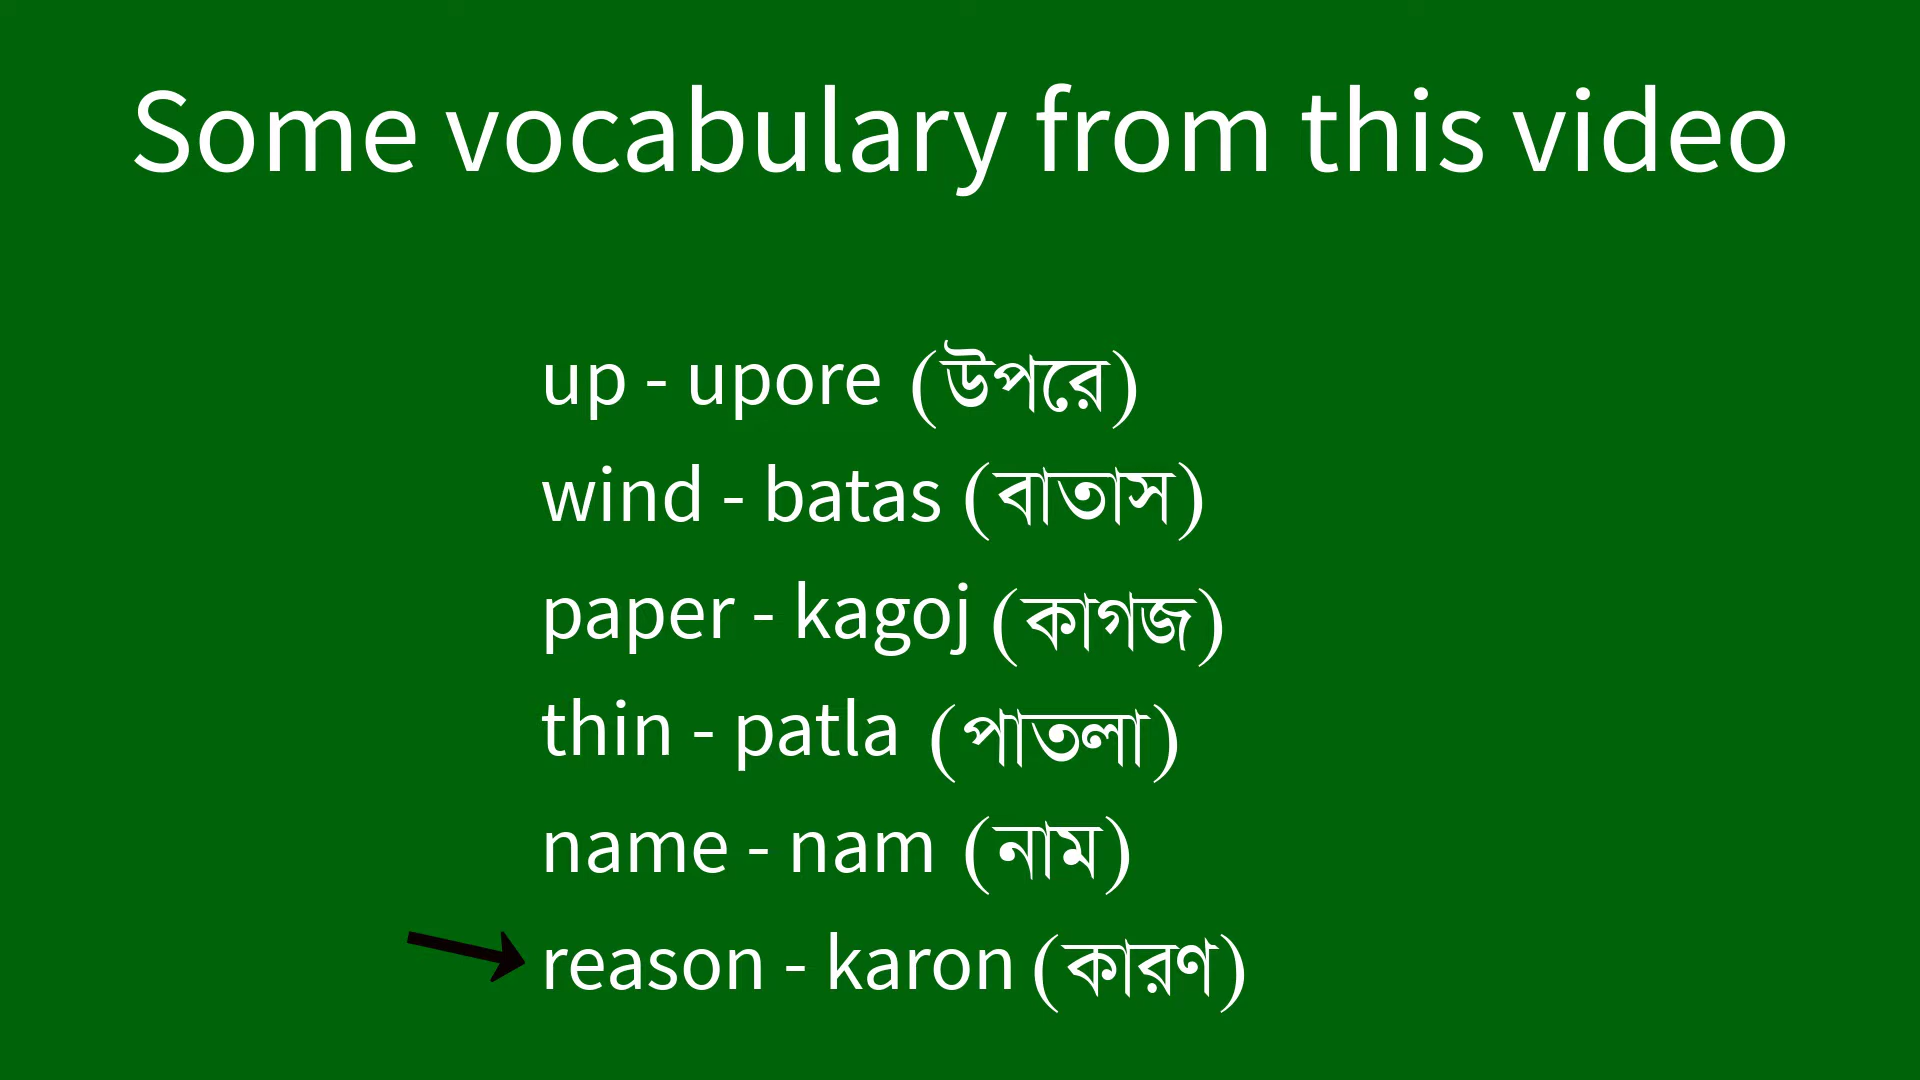 Some vocabulary from this video
up - upore (উপরে)
wind - batas (বাতাস)
paper - kagoj (কাগজ)
thin - patla (পাতলা)
name - nam (নাম)
reason - karon (কারণ)